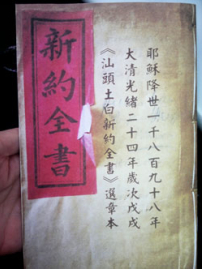 耶穌降世一千八百九十八年
大清光緒二十四年歲次戊戌
《汕頭土白新約全書》選章本
新約全書